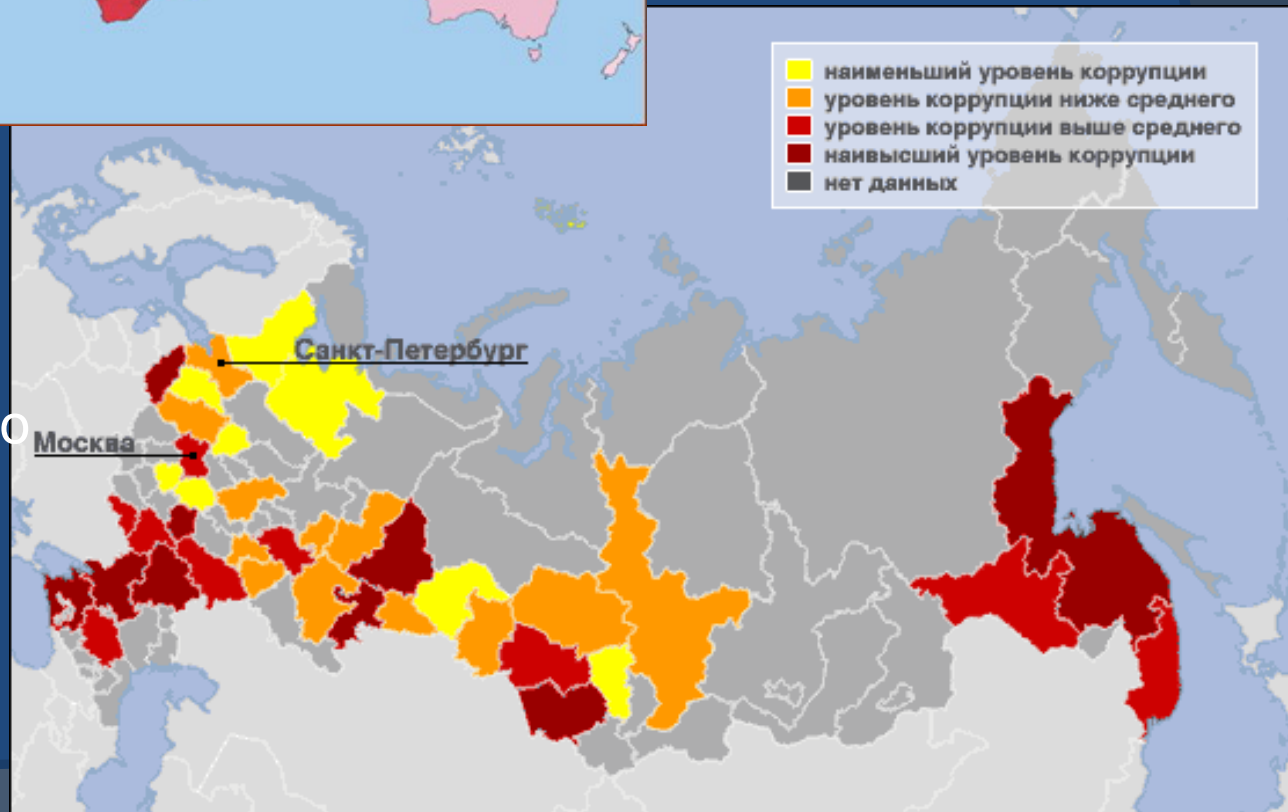 наименьший уровень коррупции
уровень коррупции ниже среднего
уровень коррупции выше среднего
наивысший уровень коррупции
нет данных
Санкт-Петербург
о
Москва